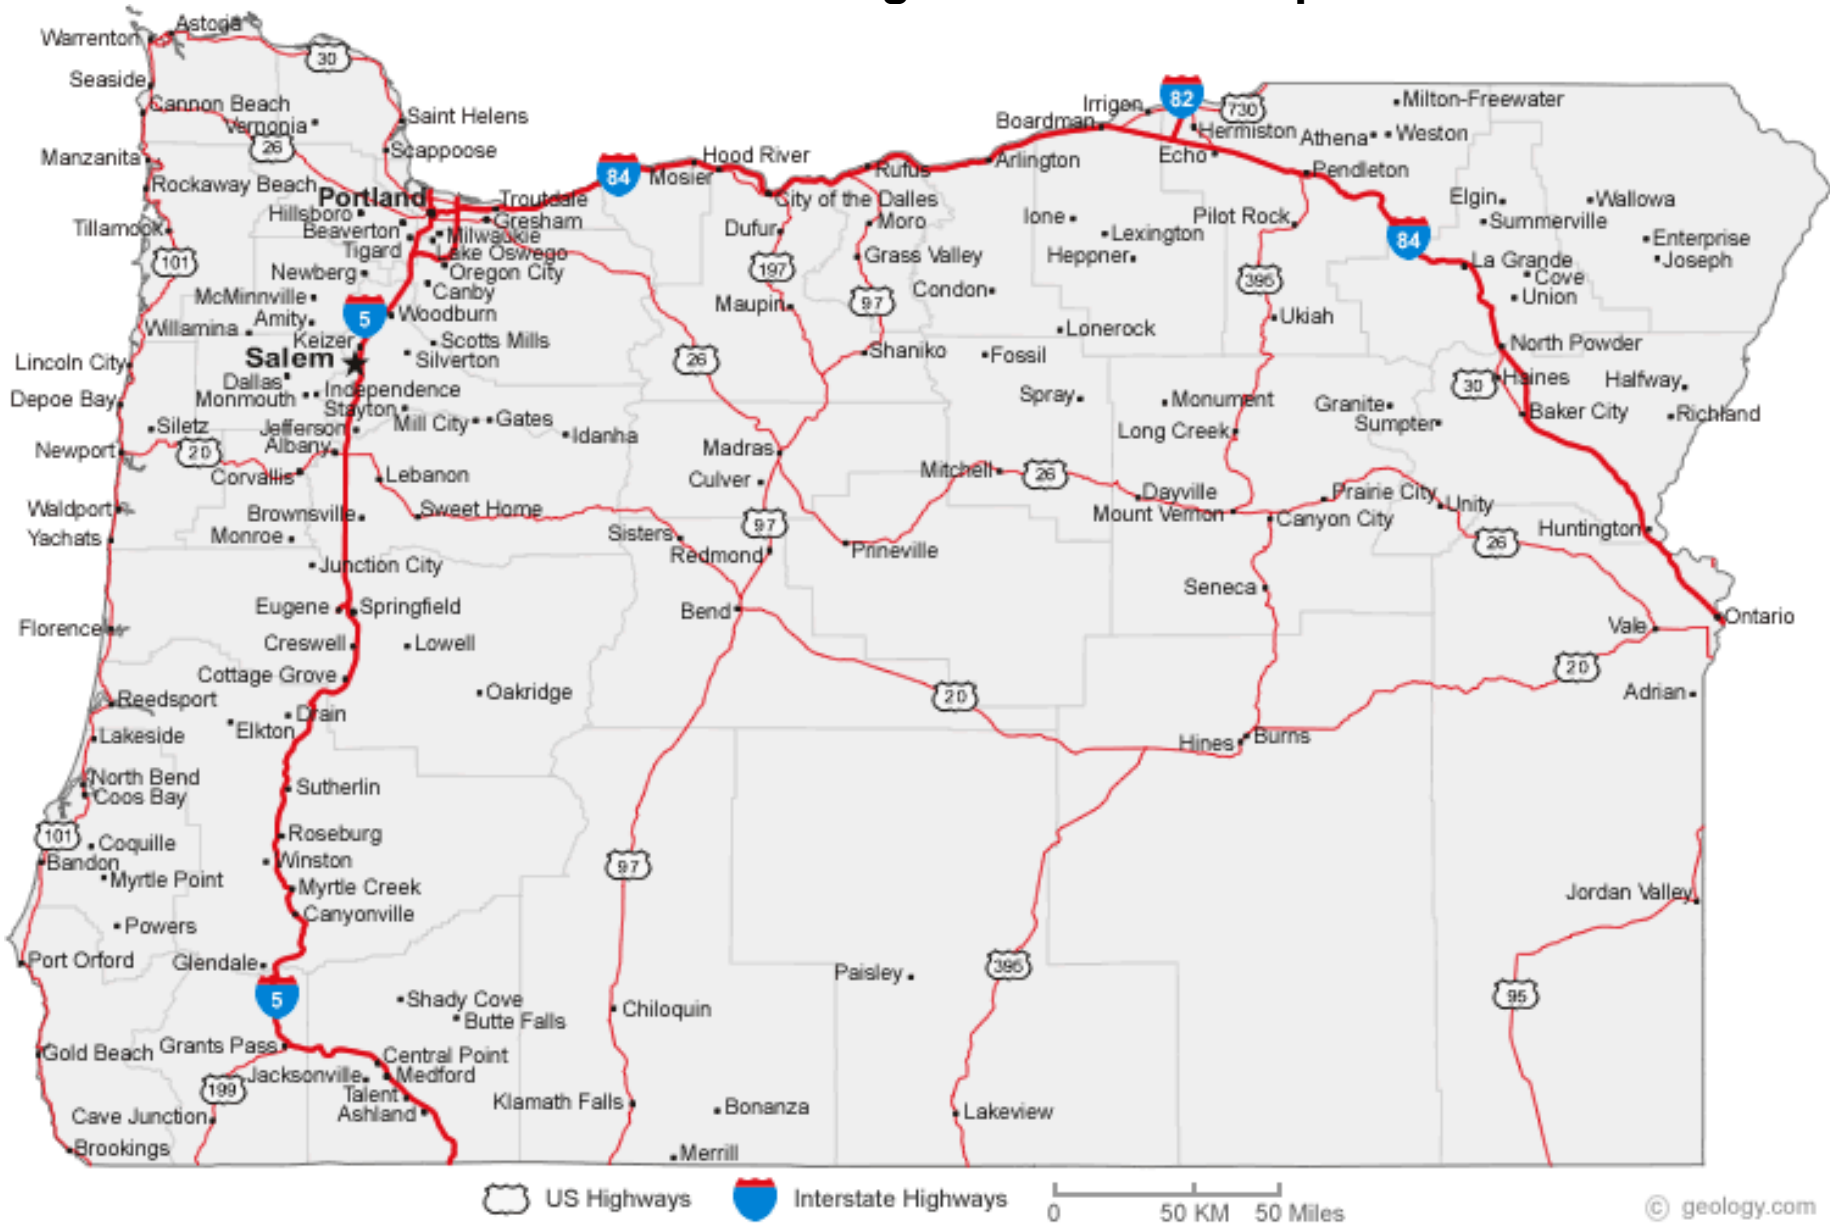 Astoria
Warrenton
30
Seaside
82
730
Milton-Freewater
Cannon Beach
Irrigon
Saint Helens
Boardman
Hermiston
Athena
Weston
Vernonia
26
Scappoose
Echo
Manzanita
Hood River
Arlington
Pendleton
84
Mosier
Rufus
Rockaway Beach
Portland
Troutdale
City of the Dalles
Elgin
Wallowa
Hillsboro
Gresham
Ione
Pilot Rock
Summerville
Tillamook
Beaverton
Milwaukie
Dufur
Moro
Lexington
84
Enterprise
Tigard
Lake Oswego
Grass Valley
Heppner
La Grande
Joseph
101
Newberg
Oregon City
197
395
Cove
McMinnville
Canby
Condon
Union
Maupin
97
Amity
5
Woodburn
Ukiah
Willamina
Keizer
Scotts Mills
Lonerock
North Powder
Salem
Silverton
26
Shaniko
Fossil
Lincoln City
Dallas
30
Haines
Halfway
Depoe Bay
Monmouth
Independence
Spray
Monument
Granite
Stayton
Mill City
Gates
Baker City
Richland
Siletz
Jefferson
Idanha
Long Creek
Sumpter
Newport
20
Albany
Madras
Corvallis
Lebanon
Culver
Mitchell
26
Dayville
Prairie City
Unity
Waldport
Brownsville
Sweet Home
97
Mount Vernon
Canyon City
Yachats
Monroe
Sisters
Redmond
Prineville
26
Huntington
Junction City
Seneca
Eugene
Springfield
Bend
Ontario
Florence
Vale
Creswell
Lowell
20
Cottage Grove
Reedsport
Oakridge
20
Adrian
Drain
Elkton
Lakeside
Hines
Burns
North Bend
Coos Bay
Sutherlin
101
Roseburg
Coquille
Bandon
Winston
97
Myrtle Point
Myrtle Creek
Jordan Valley
Canyonville
Powers
Port Orford
Glendale
Paisley
395
5
Shady Cove
95
Butte Falls
Chiloquin
Gold Beach
Grants Pass
Central Point
Jacksonville
Medford
199
Talent
Klamath Falls
Bonanza
Lakeview
Cave Junction
Ashland
Brookings
Merrill
US Highways
Interstate Highways
0
50 KM
50 Miles
© geology.com